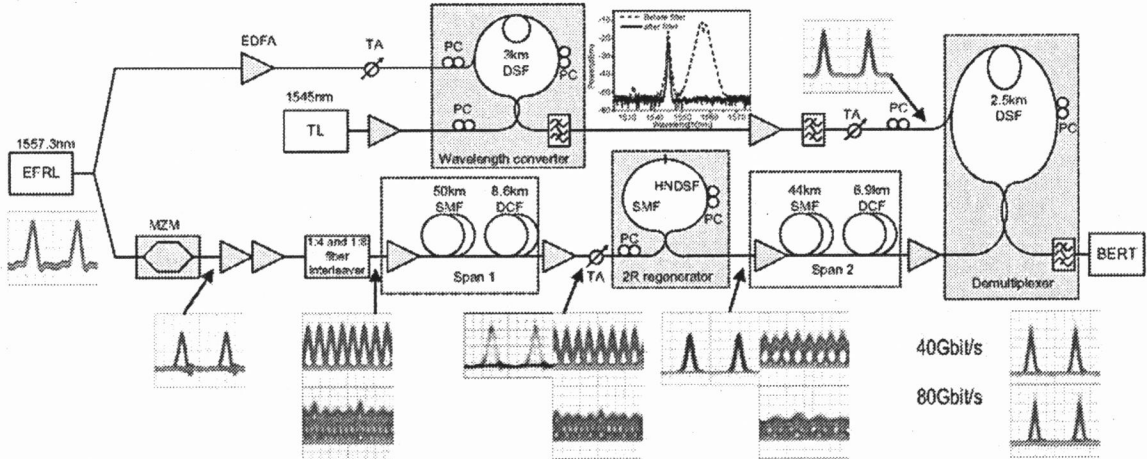 EDFA
TA
PC
3km
DSF
PC
PC
Before filter
after filter
TA
PC
2.5km
DSF
PC
1545nm
TL
Wavelength converter
1557.3nm
EFRL
MZM
1:4 and 1:8
fiber
interleaver
50km
SMF
8.6km
DCF
Span 1
TA
PC
HNDSF
SMF
PC
2R regenerator
44km
SMF
6.9km
DCF
Span 2
Demultiplexer
BERT
40Gbit/s
80Gbit/s